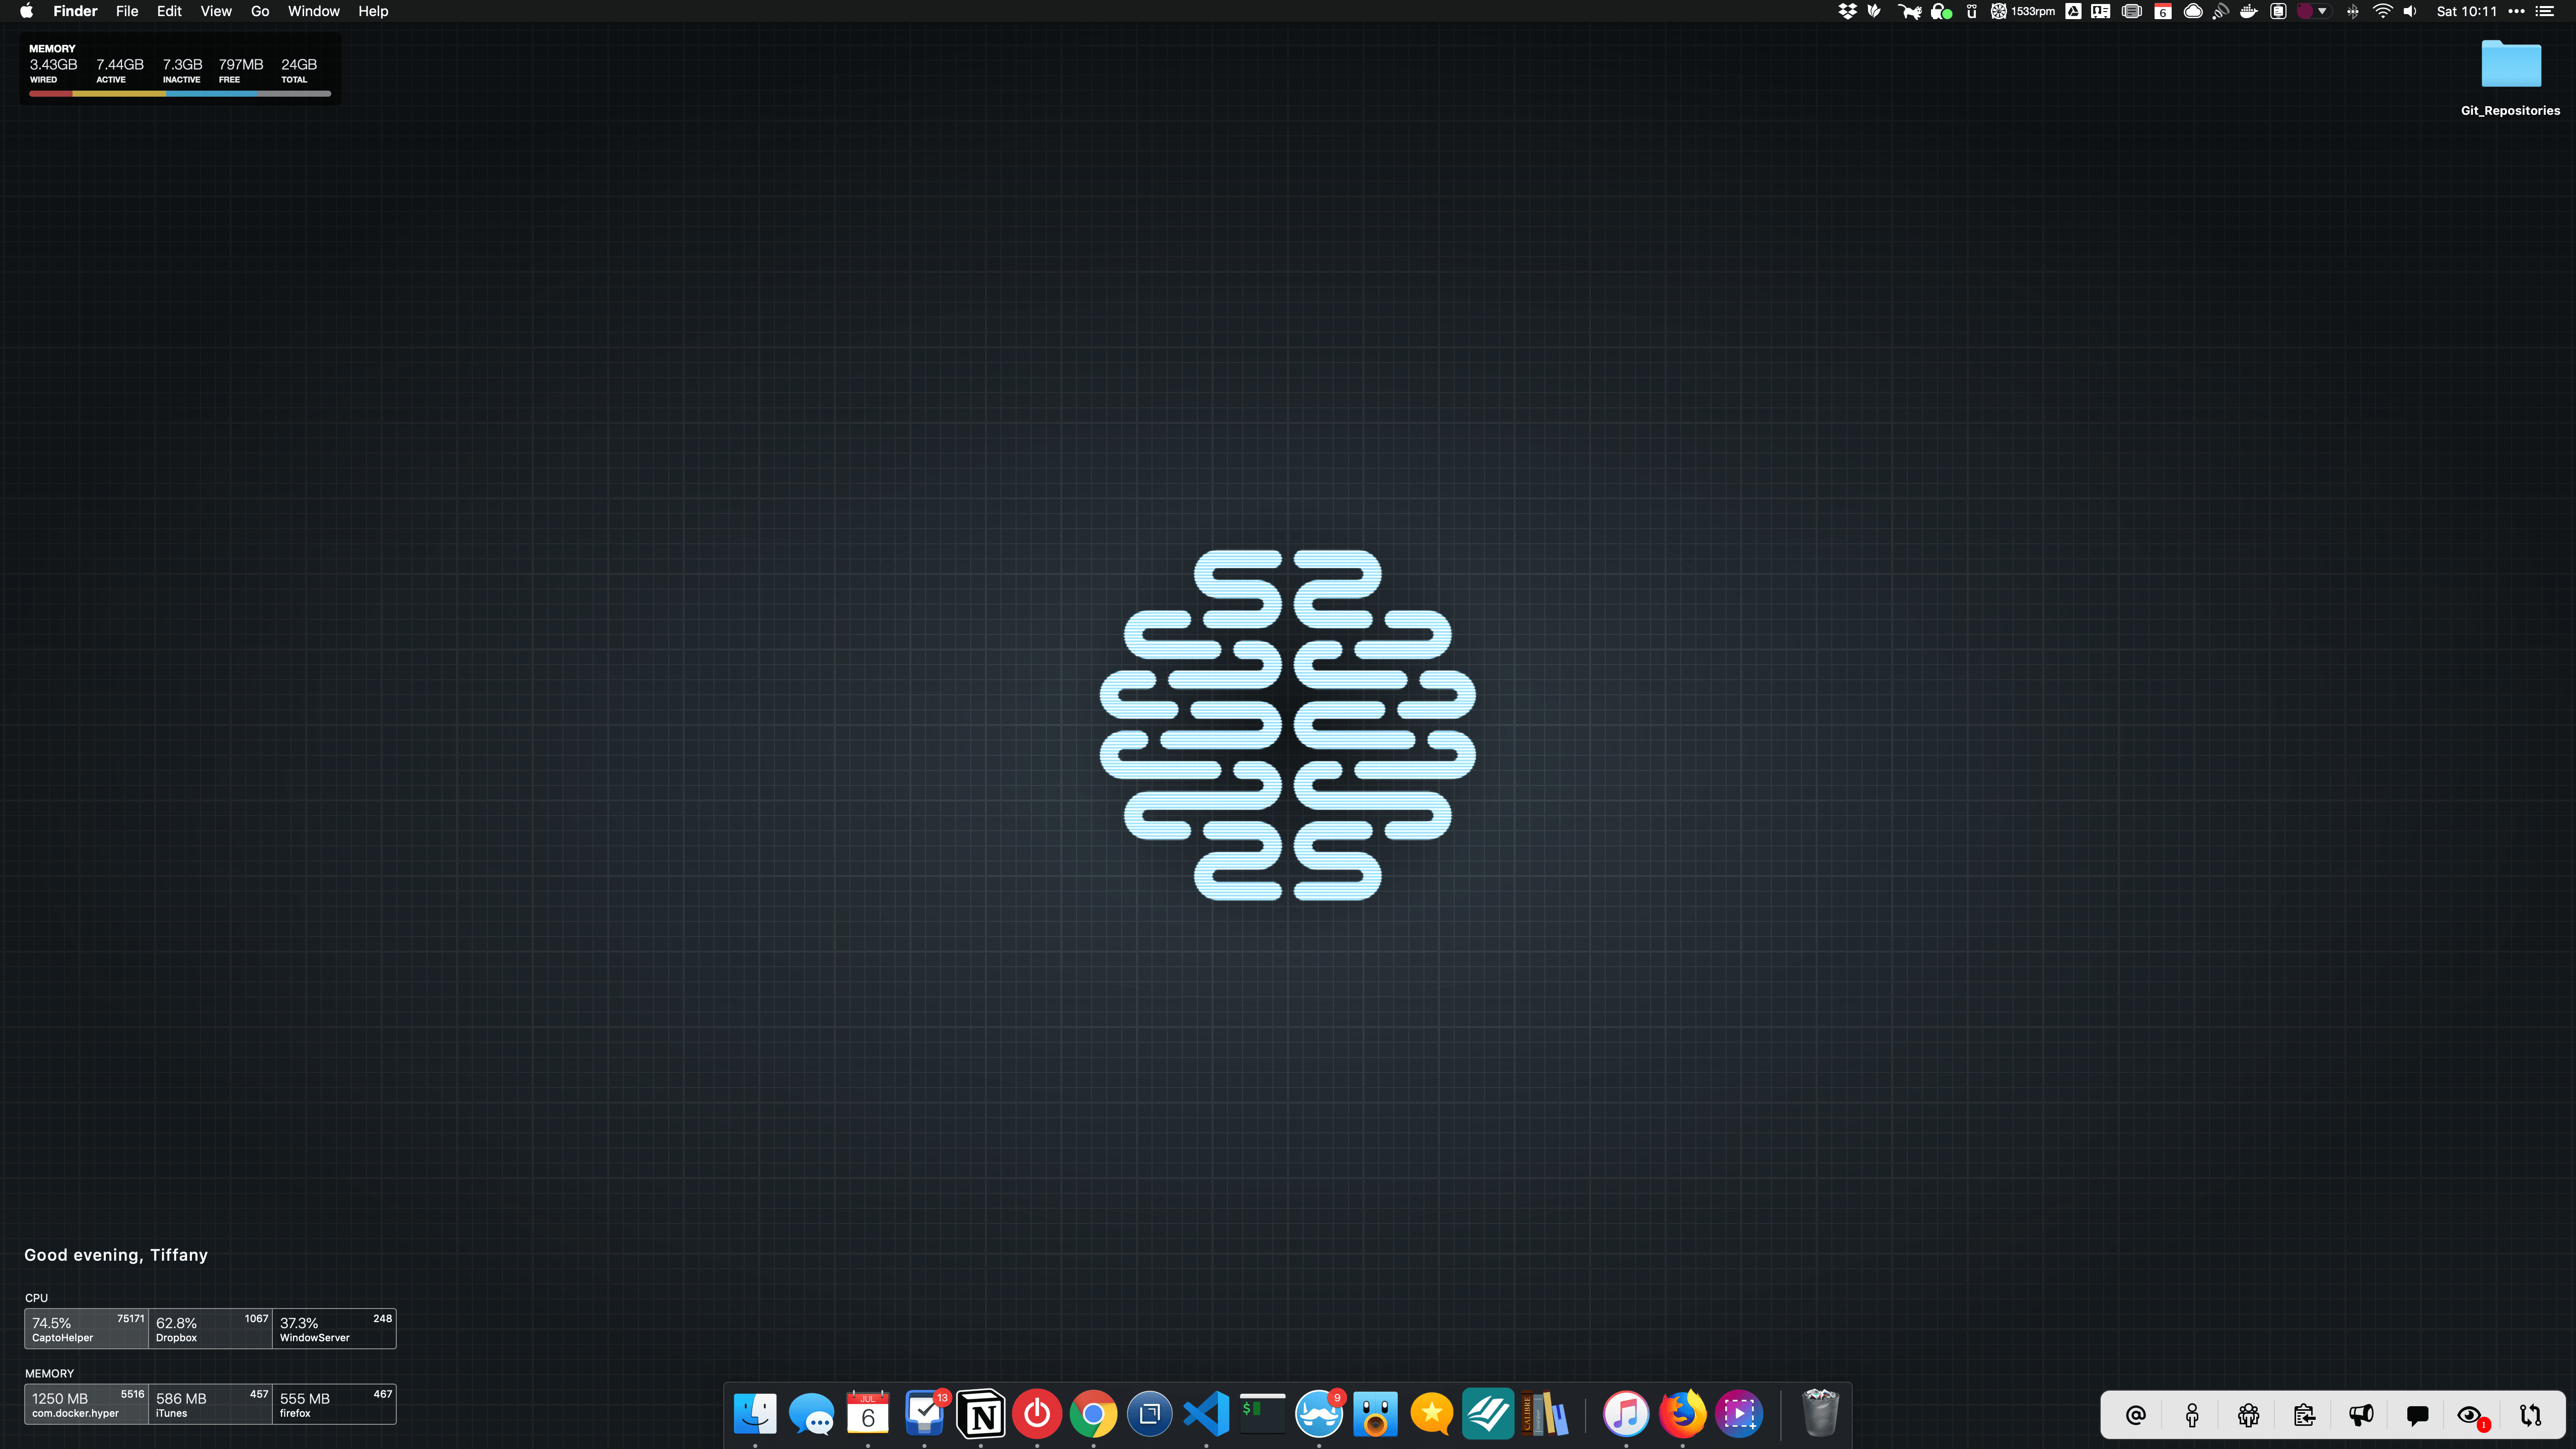 Finder File Edit View Go Window Help 1533rpm 6 Sat 10:11
MEMORY
3.43GB 7.44GB 7.3GB 797MB 24GB
WIRED ACTIVE INACTIVE FREE TOTAL
Git_Repositories
Good evening, Tiffany
CPU
74.5% 75171 62.8% 1067 37.3% 248
CaptoHelper Dropbox WindowServer
MEMORY
1250 MB 5516 586 MB 457 555 MB 467
com.docker.hyper iTunes firefox
JUL 13 9
6 N $ CALIBRE @ 1